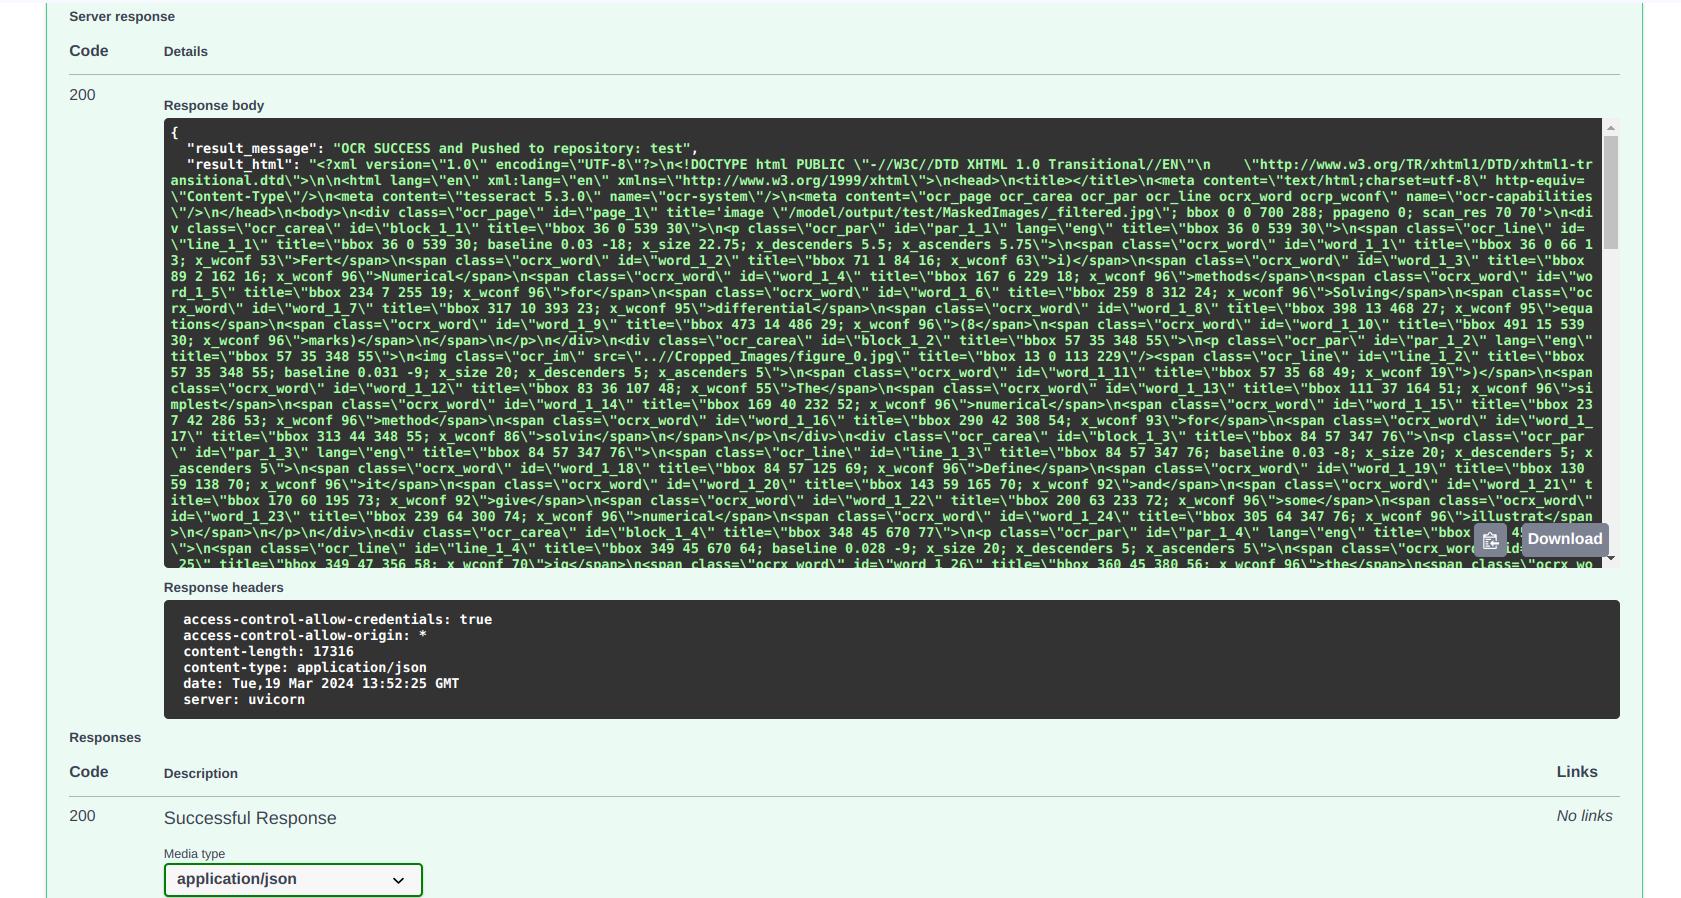 Server response
Code Details
200
Response body
{
  "result_message": "OCR SUCCESS and Pushed to repository: test",
  "result_html": "<?xml version=\"1.0\" encoding=\"UTF-8\"?>\n<!DOCTYPE html PUBLIC \"-//W3C//DTD XHTML 1.0 Transitional//EN\"\n    \"http://www.w3.org/TR/xhtml1/DTD/xhtml1-tr
ansitional.dtd\">\n\n<html lang=\"en\" xml:lang=\"en\" xmlns=\"http://www.w3.org/1999/xhtml\">\n<head>\n<title></title>\n<meta content=\"text/html;charset=utf-8\" http-equiv=
\"Content-Type\"/>\n<meta content=\"tesseract 5.3.0\" name=\"ocr-system\"/>\n<meta content=\"ocr_page ocr_carea ocr_par ocr_line ocrx_word ocrp_wconf\" name=\"ocr-capabilities
\"/>\n</head>\n<body>\n<div class=\"ocr_page\" id=\"page_1\" title='image \"/model/output/test/MaskedImages/_filtered.jpg\"; bbox 0 0 700 288; ppageno 0; scan_res 70 70'>\n<di
v class=\"ocr_carea\" id=\"block_1_1\" title=\"bbox 36 0 539 30\">\n<p class=\"ocr_par\" id=\"par_1_1\" lang=\"eng\" title=\"bbox 36 0 539 30\">\n<span class=\"ocr_line\" id=
\"line_1_1\" title=\"bbox 36 0 539 30; baseline 0.03 -18; x_size 22.75; x_descenders 5.5; x_ascenders 5.75\">\n<span class=\"ocrx_word\" id=\"word_1_1\" title=\"bbox 36 0 66 1
3; x_wconf 53\">Fert</span>\n<span class=\"ocrx_word\" id=\"word_1_2\" title=\"bbox 71 1 84 16; x_wconf 63\">i)</span>\n<span class=\"ocrx_word\" id=\"word_1_3\" title=\"bbox
89 2 162 16; x_wconf 96\">Numerical</span>\n<span class=\"ocrx_word\" id=\"word_1_4\" title=\"bbox 167 6 229 18; x_wconf 96\">methods</span>\n<span class=\"ocrx_word\" id=\"wo
rd_1_5\" title=\"bbox 234 7 255 19; x_wconf 96\">for</span>\n<span class=\"ocrx_word\" id=\"word_1_6\" title=\"bbox 259 8 312 24; x_wconf 96\">Solving</span>\n<span class=\"oc
rx_word\" id=\"word_1_7\" title=\"bbox 317 10 393 23; x_wconf 95\">differential</span>\n<span class=\"ocrx_word\" id=\"word_1_8\" title=\"bbox 398 13 468 27; x_wconf 95\">equa
tions</span>\n<span class=\"ocrx_word\" id=\"word_1_9\" title=\"bbox 473 14 486 29; x_wconf 96\">(8</span>\n<span class=\"ocrx_word\" id=\"word_1_10\" title=\"bbox 491 15 539
30; x_wconf 96\">marks)</span>\n</span>\n</p>\n</div>\n<div class=\"ocr_carea\" id=\"block_1_2\" title=\"bbox 57 35 348 55\">\n<p class=\"ocr_par\" id=\"par_1_2\" lang=\"eng\"
title=\"bbox 57 35 348 55\">\n<img class=\"ocr_im\" src=\"..//Cropped_Images/figure_0.jpg\" title=\"bbox 13 0 113 229\"/><span class=\"ocr_line\" id=\"line_1_2\" title=\"bbox
57 35 348 55; baseline 0.031 -9; x_size 20; x_descenders 5; x_ascenders 5\">\n<span class=\"ocrx_word\" id=\"word_1_11\" title=\"bbox 57 35 68 49; x_wconf 19\">)</span>\n<span
class=\"ocrx_word\" id=\"word_1_12\" title=\"bbox 83 36 107 48; x_wconf 55\">The</span>\n<span class=\"ocrx_word\" id=\"word_1_13\" title=\"bbox 111 37 164 51; x_wconf 96\">si
mplest</span>\n<span class=\"ocrx_word\" id=\"word_1_14\" title=\"bbox 169 40 232 52; x_wconf 96\">numerical</span>\n<span class=\"ocrx_word\" id=\"word_1_15\" title=\"bbox 23
7 42 286 53; x_wconf 96\">method</span>\n<span class=\"ocrx_word\" id=\"word_1_16\" title=\"bbox 290 42 308 54; x_wconf 93\">for</span>\n<span class=\"ocrx_word\" id=\"word_1_
17\" title=\"bbox 313 44 348 55; x_wconf 86\">solvin</span>\n</span>\n</p>\n</div>\n<div class=\"ocr_carea\" id=\"block_1_3\" title=\"bbox 84 57 347 76\">\n<p class=\"ocr_par
\" id=\"par_1_3\" lang=\"eng\" title=\"bbox 84 57 347 76\">\n<span class=\"ocr_line\" id=\"line_1_3\" title=\"bbox 84 57 347 76; baseline 0.03 -8; x_size 20; x_descenders 5; x
_ascenders 5\">\n<span class=\"ocrx_word\" id=\"word_1_18\" title=\"bbox 84 57 125 69; x_wconf 96\">Define</span>\n<span class=\"ocrx_word\" id=\"word_1_19\" title=\"bbox 130
59 138 70; x_wconf 96\">it</span>\n<span class=\"ocrx_word\" id=\"word_1_20\" title=\"bbox 143 59 165 70; x_wconf 92\">and</span>\n<span class=\"ocrx_word\" id=\"word_1_21\" t
itle=\"bbox 170 60 195 73; x_wconf 92\">give</span>\n<span class=\"ocrx_word\" id=\"word_1_22\" title=\"bbox 200 63 233 72; x_wconf 96\">some</span>\n<span class=\"ocrx_word\"
id=\"word_1_23\" title=\"bbox 239 64 300 74; x_wconf 96\">numerical</span>\n<span class=\"ocrx_word\" id=\"word_1_24\" title=\"bbox 305 64 347 76; x_wconf 96\">illustrat</span
>\n</span>\n</p>\n</div>\n<div class=\"ocr_carea\" id=\"block_1_4\" title=\"bbox 348 45 670 77\">\n<p class=\"ocr_par\" id=\"par_1_4\" lang=\"eng\" title=\"bbox
\">\n<span class=\"ocr_line\" id=\"line_1_4\" title=\"bbox 349 45 670 64; baseline 0.028 -9; x_size 20; x_descenders 5; x_ascenders 5\">\n<span class=\"ocrx_word
_25\" title=\"bbox 349 47 356 58; x_wconf 70\">ig</span>\n<span class=\"ocrx_word\" id=\"word_1_26\" title=\"bbox 360 45 380 56; x_wconf 96\">the</span>\n<span class=\"ocrx_wo
Download
Response headers
access-control-allow-credentials: true
access-control-allow-origin: *
content-length: 17316
content-type: application/json
date: Tue,19 Mar 2024 13:52:25 GMT
server: uvicorn
Responses
Code Description Links
200 Successful Response No links
Media type
application/json